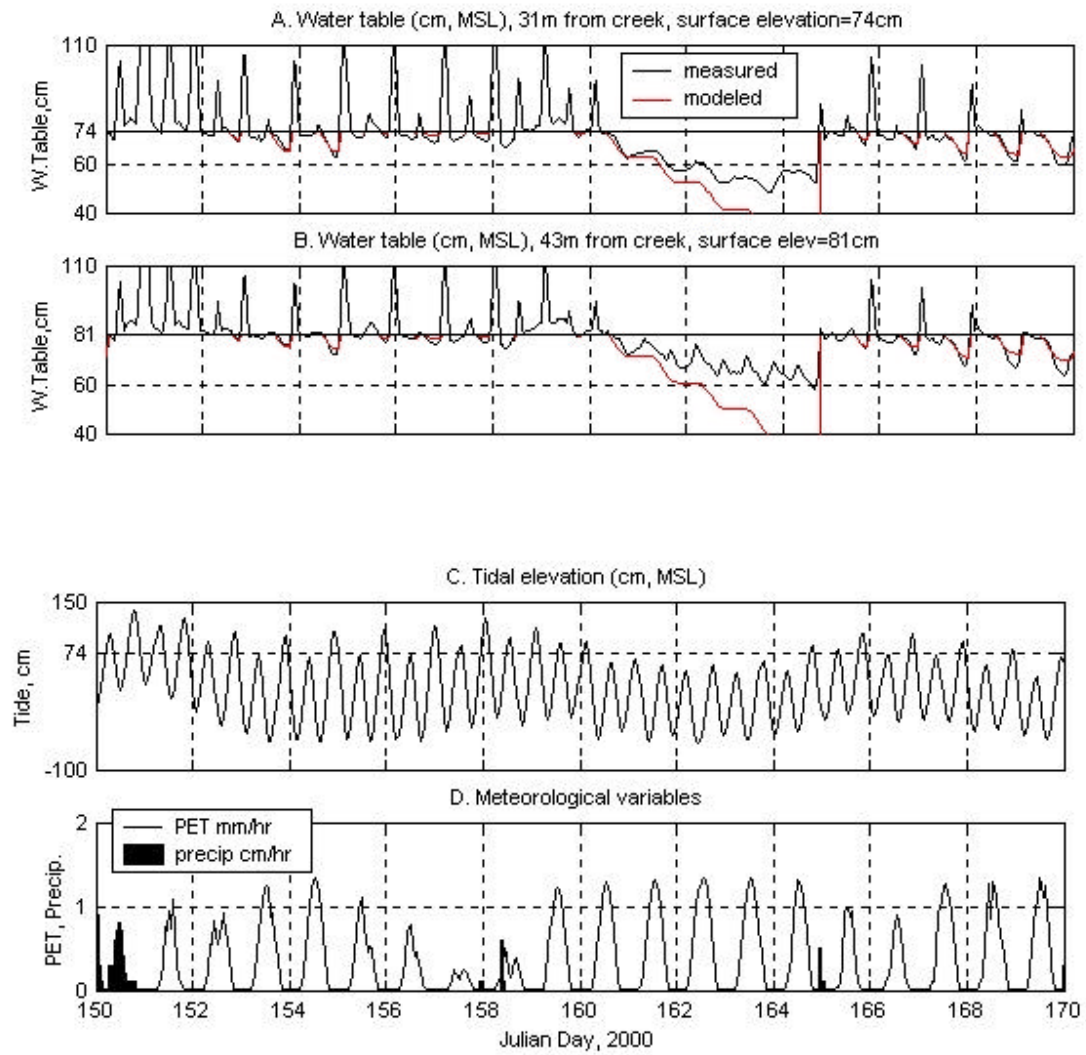 A. Water table (cm, MSL), 31m from creek, surface elevation=74cm
110
measured
modeled
W.Table,cm
74
60
40
B. Water table (cm, MSL), 43m from creek, surface elev=81cm
110
W.Table,cm
81
60
40
C. Tidal elevation (cm, MSL)
150
Tide, cm
74
-100
D. Meteorological variables
2
PET mm/hr
precip cm/hr
PET, Precip.
1
0
150 152 154 156 158 160 162 164 166 168 170
Julian Day, 2000